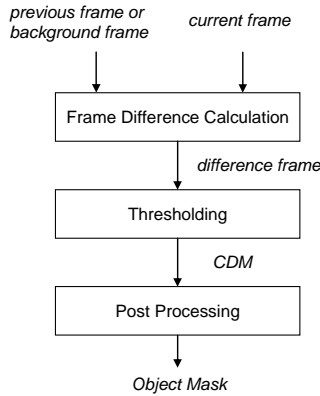 previous frame or
background frame
current frame
Frame Difference Calculation
difference frame
Thresholding
CDM
Post Processing
Object Mask